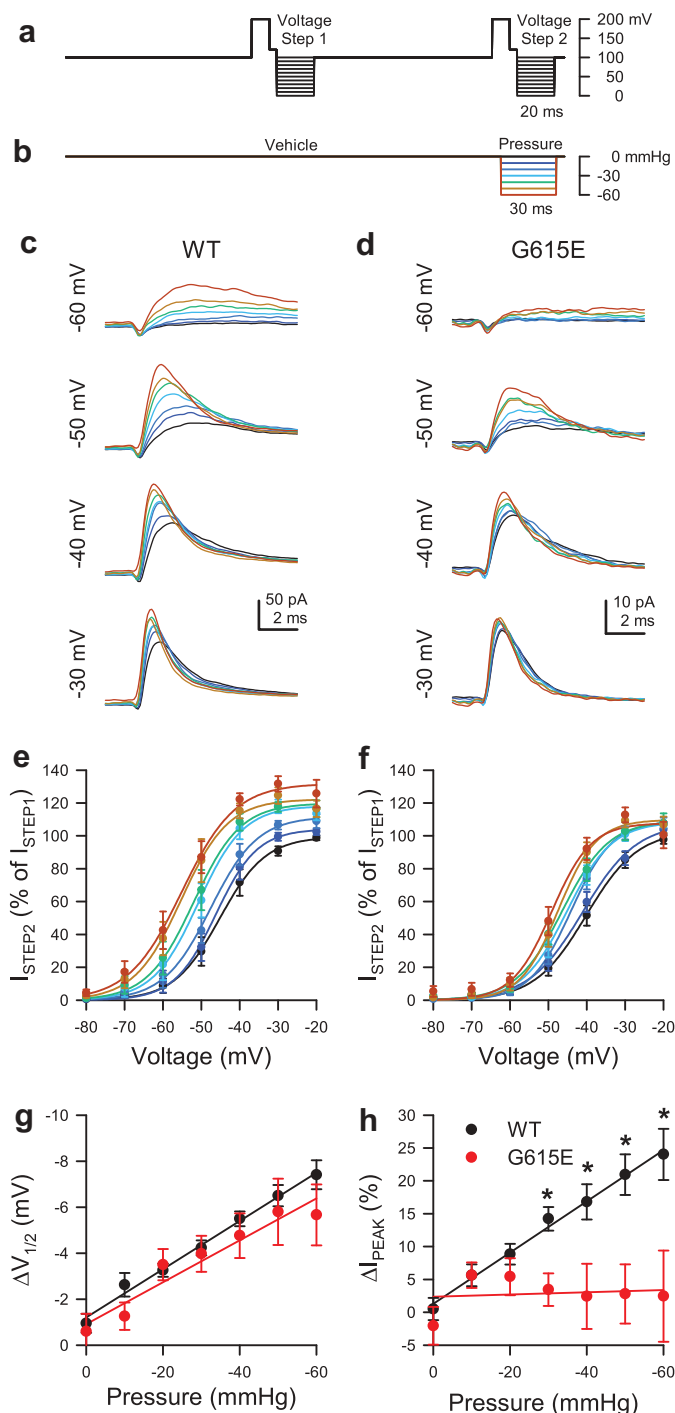 a
Voltage
Step 1
Voltage
Step 2
200 mV
150
100
50
0
20 ms
b
Vehicle
Pressure
0 mmHg
-30
-60
30 ms
c
WT
d
G615E
-60 mV
-60 mV
-50 mV
-50 mV
-40 mV
-40 mV
50 pA
2 ms
10 pA
2 ms
-30 mV
-30 mV
e
140
120
100
80
60
40
20
0
I STEP2 (% of I STEP1)
-80 -70 -60 -50 -40 -30 -20
Voltage (mV)
f
140
120
100
80
60
40
20
0
I STEP2 (% of I STEP1)
-80 -70 -60 -50 -40 -30 -20
Voltage (mV)
g
-10
-8
-6
-4
-2
0
ΔV1/2 (mV)
0 -20 -40 -60
Pressure (mmHg)
h
30
25
20
15
10
5
0
-5
ΔI PEAK (%)
WT
G615E
* * * *
0 -20 -40 -60
Pressure (mmHg)